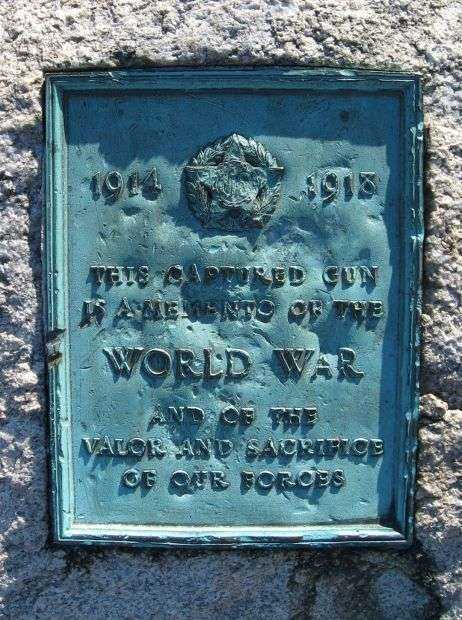 1914 1918
THIS CAPTURED GUN
IS A MEMENTO OF THE
WORLD WAR
AND OF THE
VALOR AND SACRIFICE
OF OUR FORCES